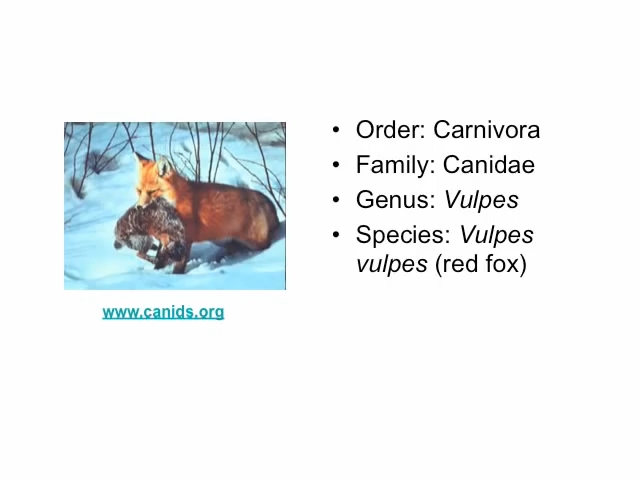 • Order: Carnivora
• Family: Canidae
• Genus: Vulpes
• Species: Vulpes
vulpes (red fox)
www.canids.org